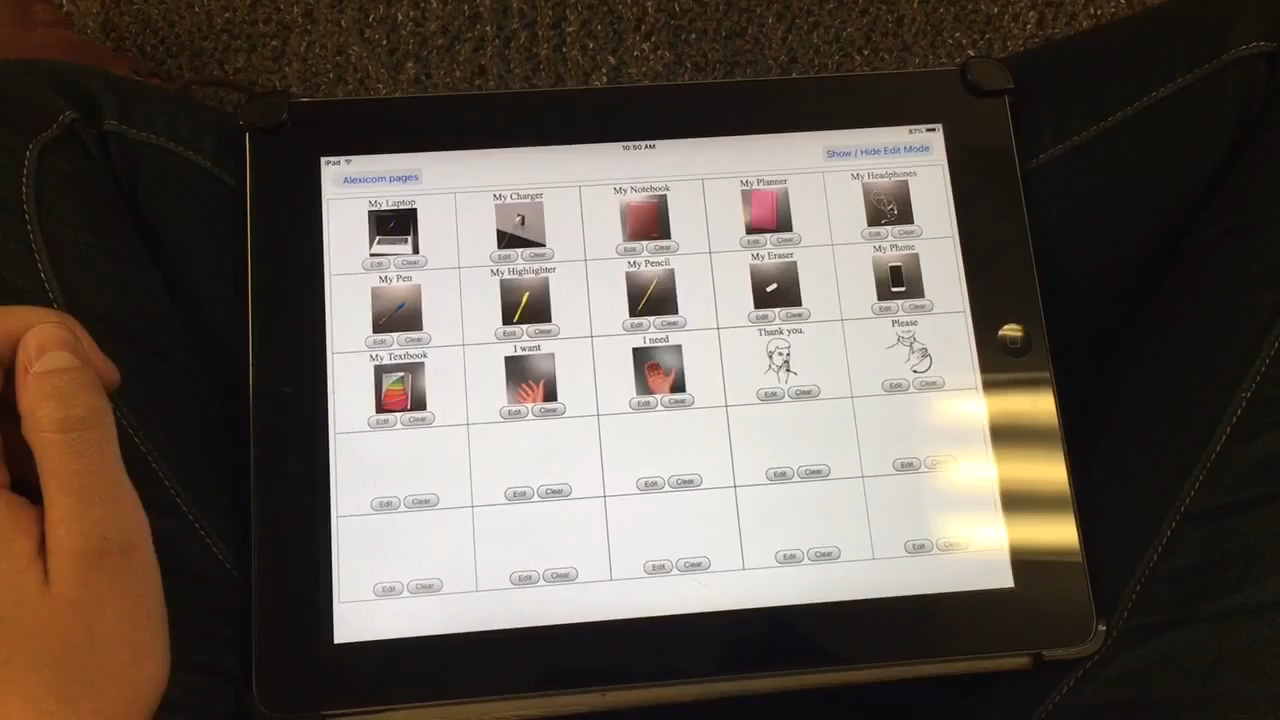 iPad 10:50 AM 87%
Alexicom pages Show / Hide Edit Mode
My Laptop My Charger My Notebook My Planner My Headphones
Edit Clear Edit Clear Edit Clear Edit Clear Edit Clear
My Pen My Highlighter My Pencil My Eraser My Phone
Edit Clear Edit Clear Edit Clear Edit Clear Edit Clear
My Textbook I want I need Thank you. Please
Edit Clear Edit Clear Edit Clear Edit Clear Edit Clear
Edit Clear Edit Clear Edit Clear Edit Clear Edit Clear
Edit Clear Edit Clear Edit Clear Edit Clear Edit Clear